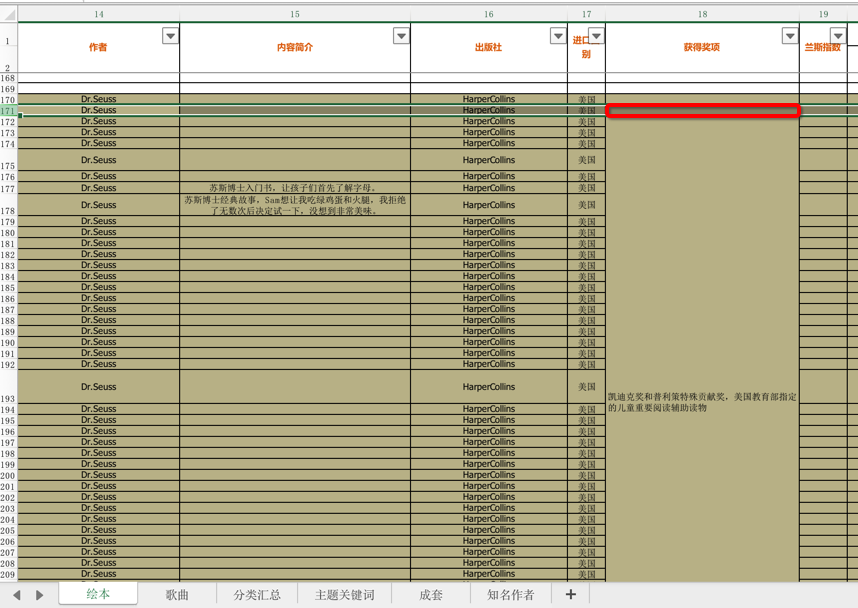 14 15 16 17 18 19
1 作者 内容简介 出版社 进口 别 获得奖项 兰斯指数
2
168
169
170 Dr.Seuss HarperCollins 美国
171 Dr.Seuss HarperCollins 美国
172 Dr.Seuss HarperCollins 美国
173 Dr.Seuss HarperCollins 美国
174 Dr.Seuss HarperCollins 美国
175 Dr.Seuss HarperCollins 美国
176 Dr.Seuss HarperCollins 美国
177 Dr.Seuss 苏斯博士入门书，让孩子们首先了解字母。 HarperCollins 美国
178 Dr.Seuss 苏斯博士经典故事，Sam想让我吃绿鸡蛋和火腿，我拒绝
了无数次后决定试一下，没想到非常美味。 HarperCollins 美国
179 Dr.Seuss HarperCollins 美国
180 Dr.Seuss HarperCollins 美国
181 Dr.Seuss HarperCollins 美国
182 Dr.Seuss HarperCollins 美国
183 Dr.Seuss HarperCollins 美国
184 Dr.Seuss HarperCollins 美国
185 Dr.Seuss HarperCollins 美国
186 Dr.Seuss HarperCollins 美国
187 Dr.Seuss HarperCollins 美国
188 Dr.Seuss HarperCollins 美国
189 Dr.Seuss HarperCollins 美国
190 Dr.Seuss HarperCollins 美国
191 Dr.Seuss HarperCollins 美国
192 Dr.Seuss HarperCollins 美国
193 Dr.Seuss HarperCollins 美国 凯迪克奖和普利策特殊贡献奖，美国教育部指定
的儿童重要阅读辅助读物
194 Dr.Seuss HarperCollins 美国
195 Dr.Seuss HarperCollins 美国
196 Dr.Seuss HarperCollins 美国
197 Dr.Seuss HarperCollins 美国
198 Dr.Seuss HarperCollins 美国
199 Dr.Seuss HarperCollins 美国
200 Dr.Seuss HarperCollins 美国
201 Dr.Seuss HarperCollins 美国
202 Dr.Seuss HarperCollins 美国
203 Dr.Seuss HarperCollins 美国
204 Dr.Seuss HarperCollins 美国
205 Dr.Seuss HarperCollins 美国
206 Dr.Seuss HarperCollins 美国
207 Dr.Seuss HarperCollins 美国
208 Dr.Seuss HarperCollins 美国
209 Dr.Seuss HarperCollins 美国
绘本 歌曲 分类汇总 主题关键词 成套 知名作者 +